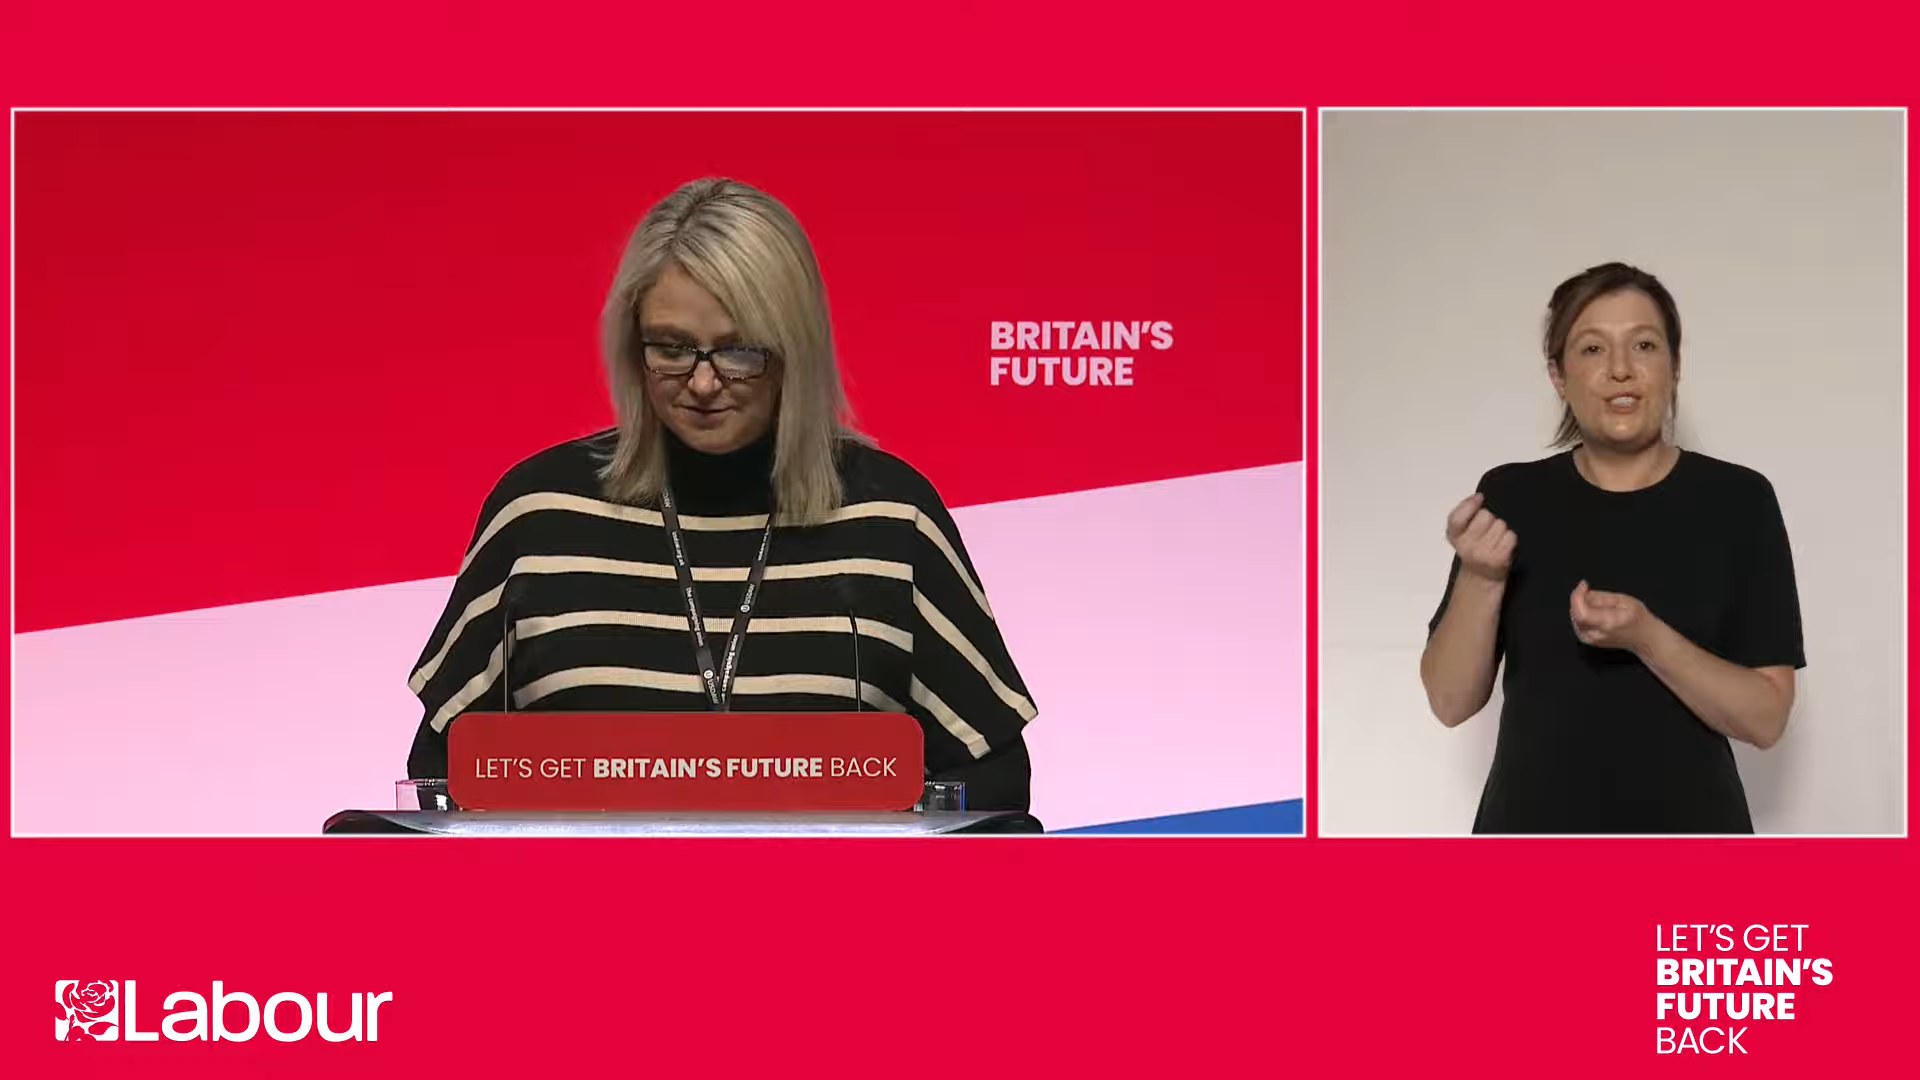 BRITAIN'S
FUTURE
LET'S GET BRITAIN'S FUTURE BACK
Labour
LET'S GET
BRITAIN'S
FUTURE
BACK